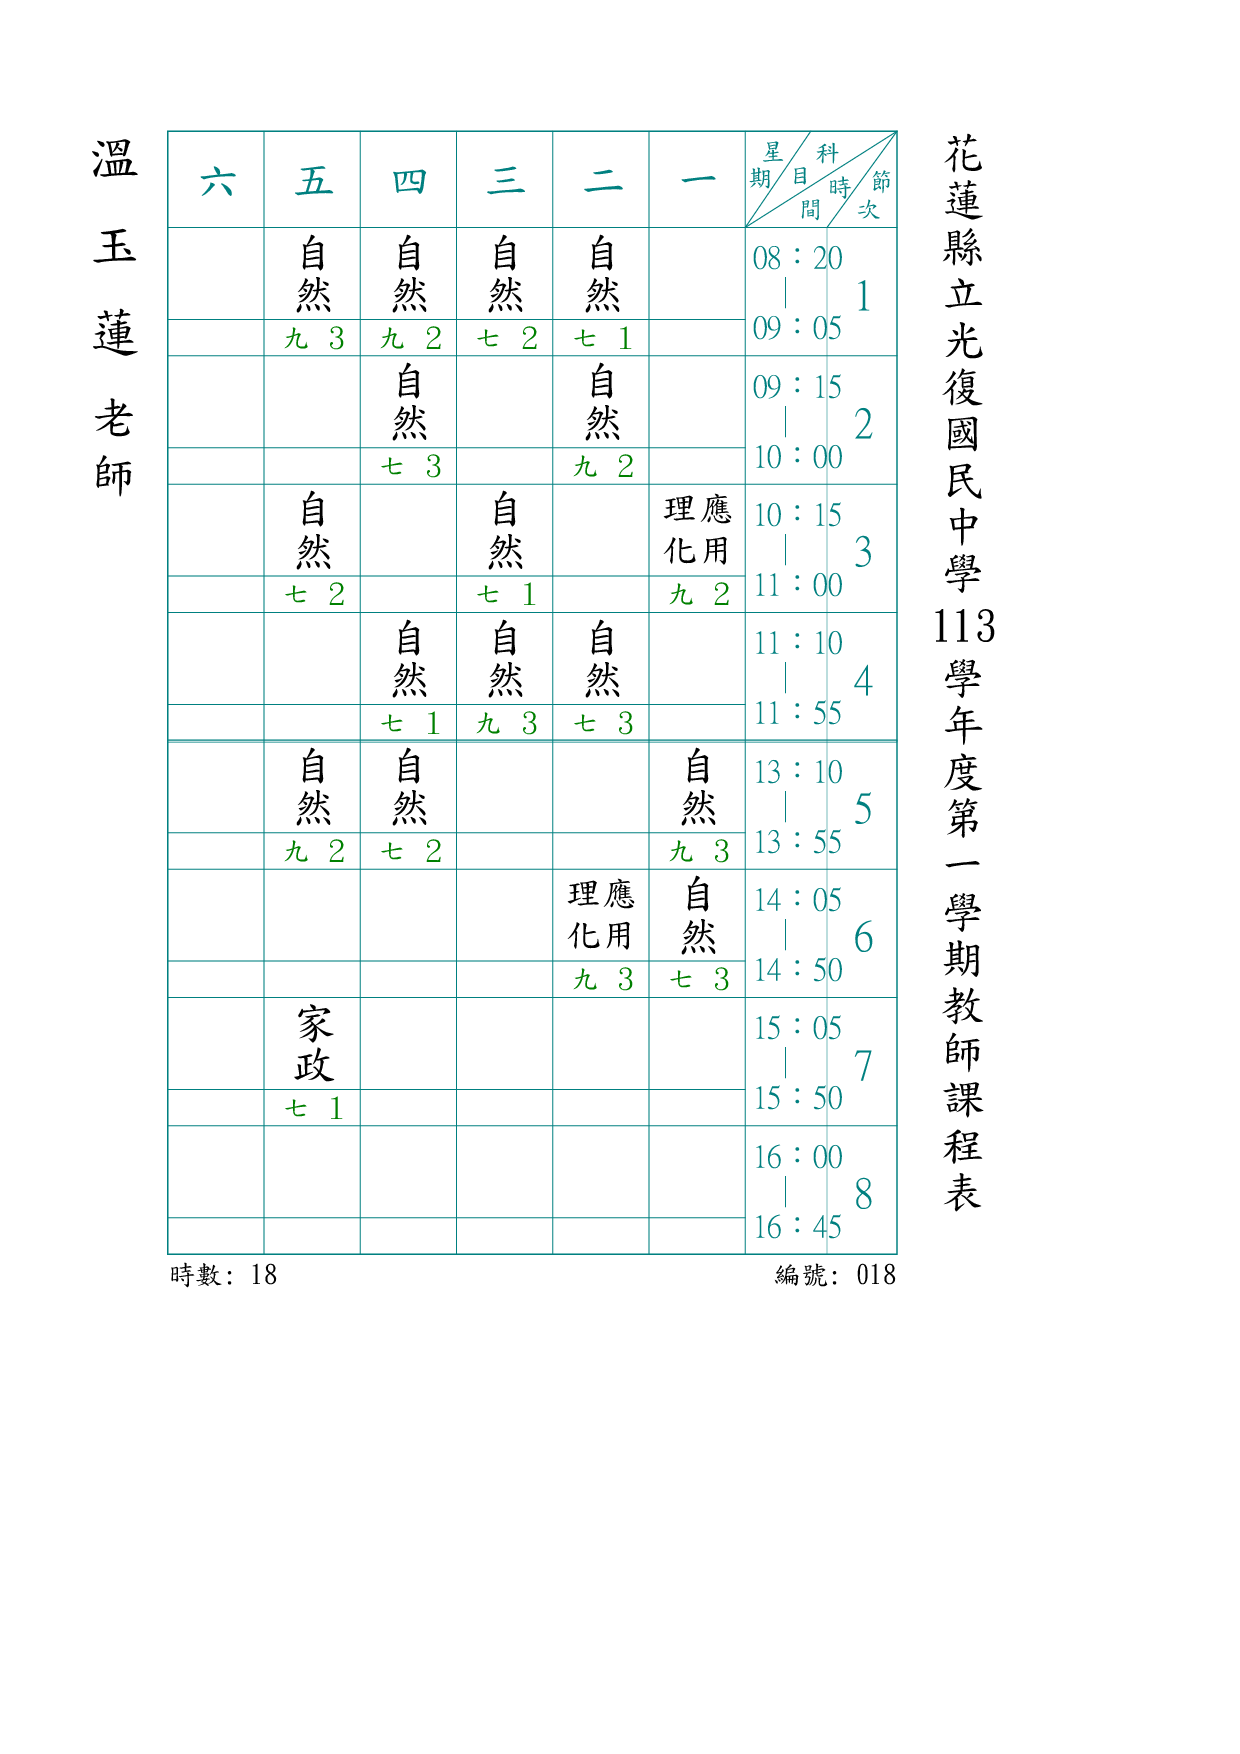 花蓮縣立光復國民中學113學年度第一學期教師課程表
星期 科目 時間 節次
一 二 三 四 五 六
08:20 | 09:05 1
自然 七 1
自然 七 2
自然 九 2
自然 九 3
09:15 | 10:00 2
自然 九 2
自然 七 3
10:15 | 11:00 3
應用理化 九 2
自然 七 1
自然 七 2
11:10 | 11:55 4
自然 七 3
自然 九 3
自然 七 1
13:10 | 13:55 5
自然 九 3
自然 七 2
自然 九 2
14:05 | 14:50 6
自然 七 3
應用理化 九 3
15:05 | 15:50 7
家政 七 1
16:00 | 16:45 8
編號: 018
時數: 18
溫玉蓮老師